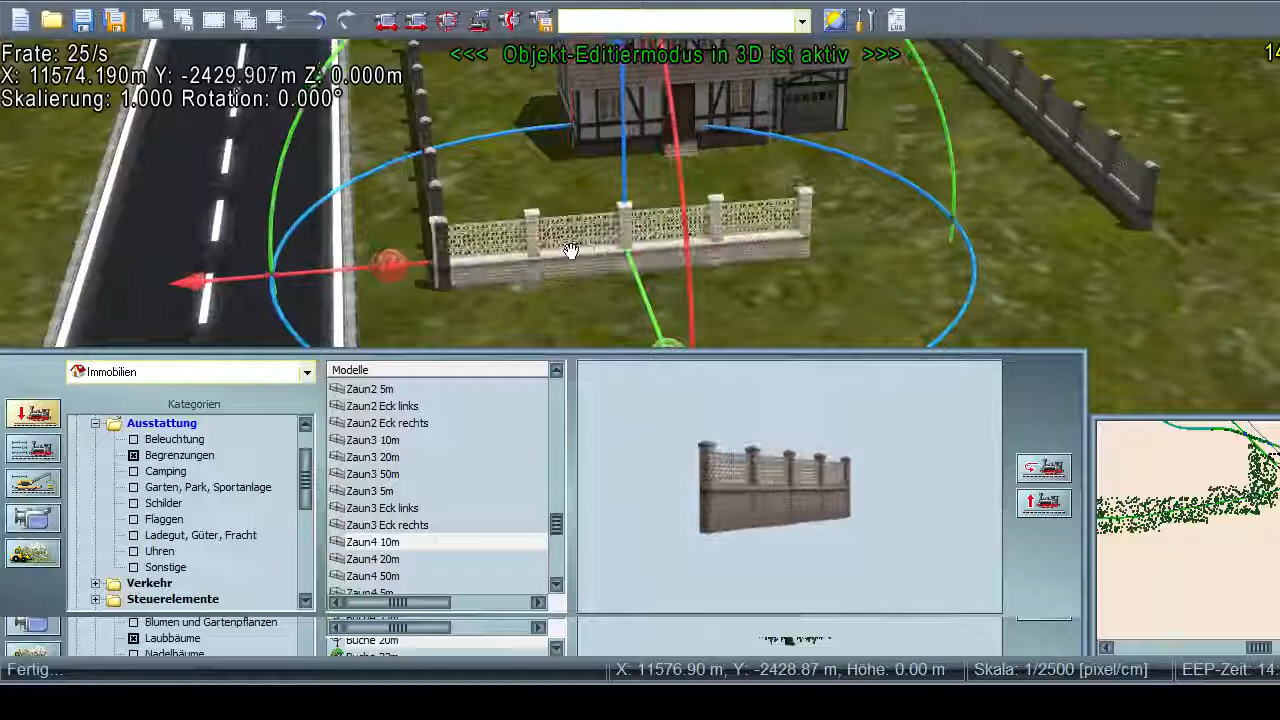 Frate: 25/s
<<< Objekt-Editiermodus in 3D ist aktiv >>>
14
X: 11574.190m Y: -2429.907m Z: 0.000m
Skalierung: 1.000 Rotation: 0.000°
Immobilien
Kategorien
Ausstattung
Beleuchtung
Begrenzungen
Camping
Garten, Park, Sportanlage
Schilder
Flaggen
Ladegut, Güter, Fracht
Uhren
Sonstige
Verkehr
Steuerelemente
Blumen und Gartenpflanzen
Laubbäume
Nadelbäume
Modelle
Zaun2 5m
Zaun2 Eck links
Zaun2 Eck rechts
Zaun3 10m
Zaun3 20m
Zaun3 50m
Zaun3 5m
Zaun3 Eck links
Zaun3 Eck rechts
Zaun4 10m
Zaun4 20m
Zaun4 50m
Zaun4 5m
Buche 20m
Fertig...
X: 11576.90 m, Y: -2428.87 m, Höhe: 0.00 m
Skala: 1/2500 [pixel/cm]
EEP-Zeit: 14: